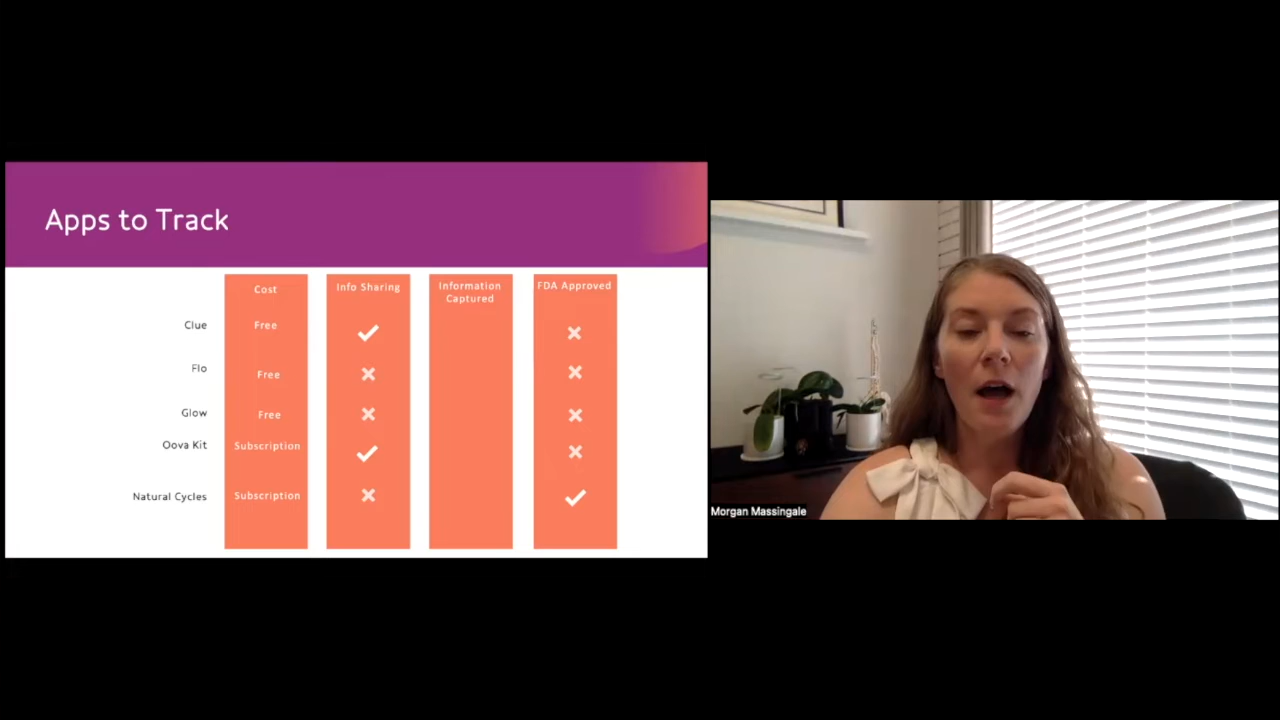 Apps to Track
Cost
Info Sharing
Information
Captured
FDA Approved
Clue
Free
Flo
Free
Glow
Free
Oova Kit
Subscription
Natural Cycles
Subscription
Morgan Massingale